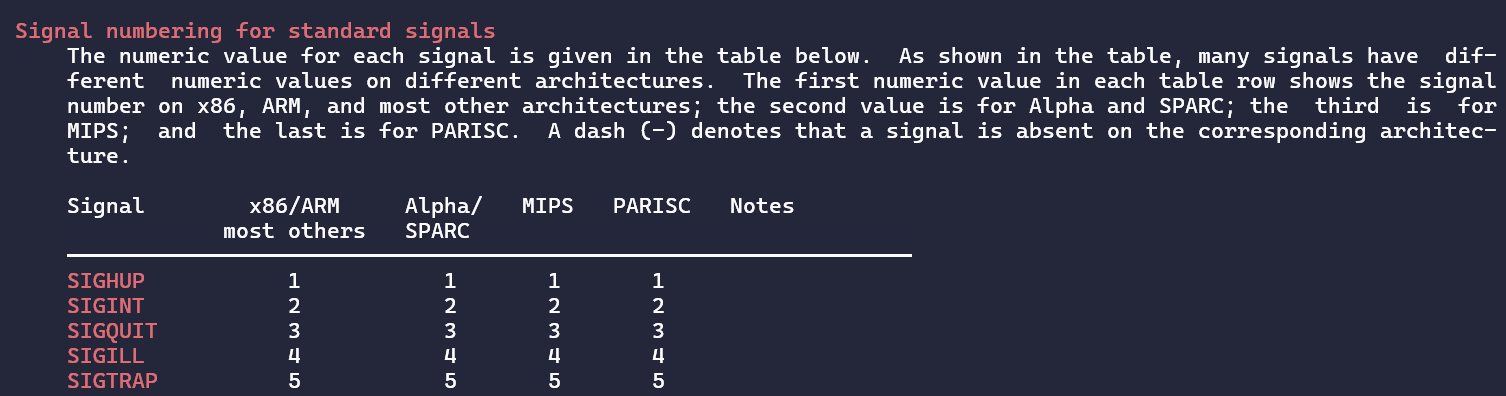 Signal numbering for standard signals
The numeric value for each signal is given in the table below.  As shown in the table, many signals have  dif‐
ferent  numeric values on different architectures.  The first numeric value in each table row shows the signal
number on x86, ARM, and most other architectures; the second value is for Alpha and SPARC; the  third  is  for
MIPS;  and  the last is for PARISC.  A dash (-) denotes that a signal is absent on the corresponding architec‐
ture.
Signal        x86/ARM     Alpha/   MIPS   PARISC   Notes
            most others   SPARC
SIGHUP           1           1       1       1
SIGINT           2           2       2       2
SIGQUIT          3           3       3       3
SIGILL           4           4       4       4
SIGTRAP          5           5       5       5